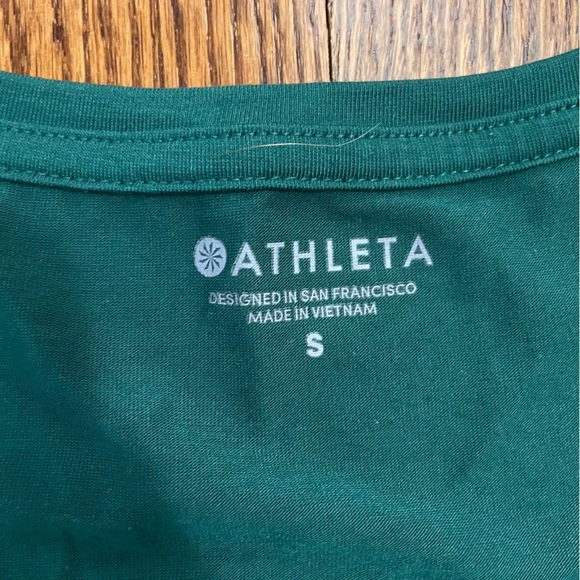 ATHLETA
DESIGNED IN SAN FRANCISCO
MADE IN VIETNAM
S